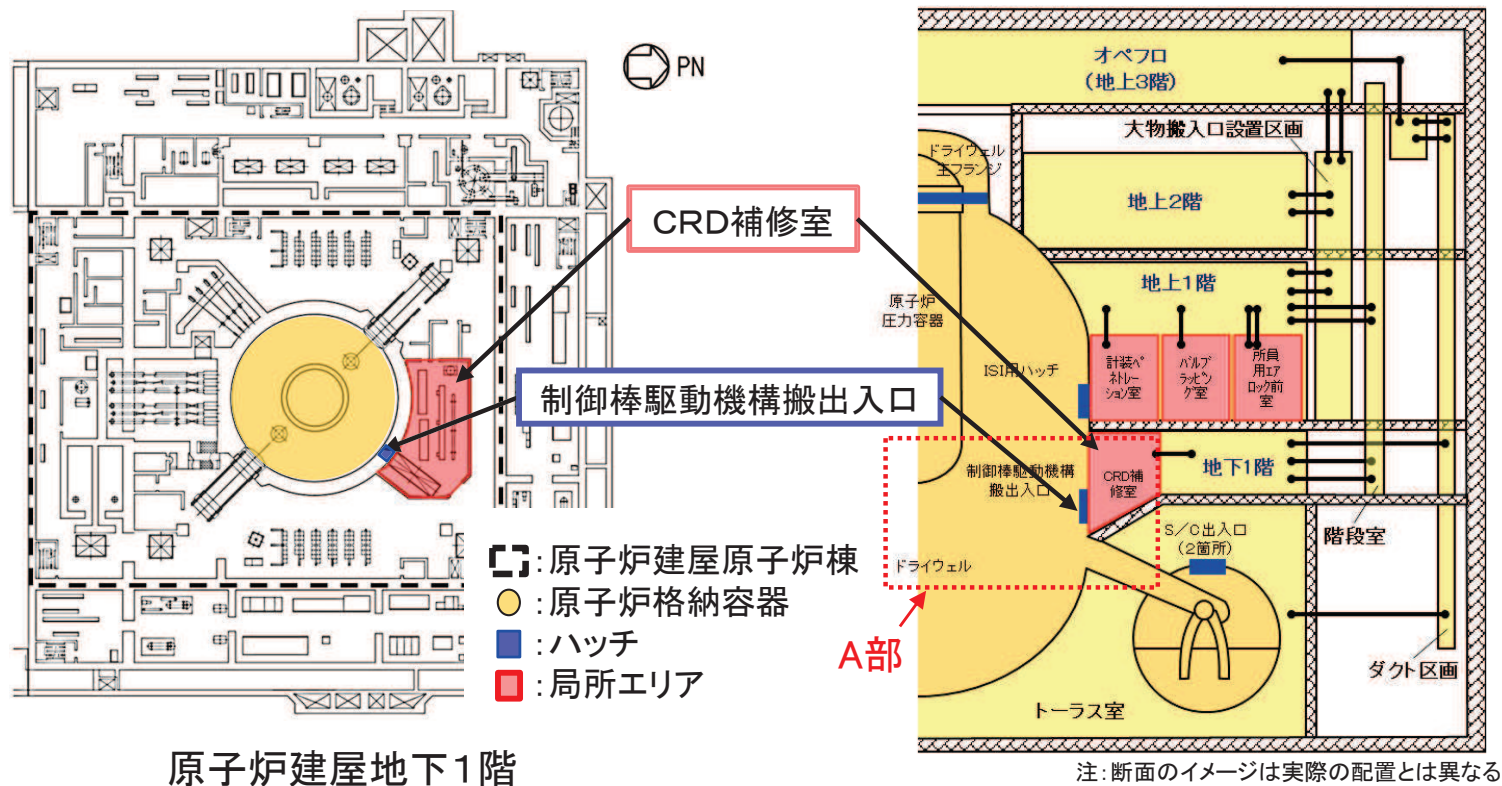 PN
CRD補修室
制御棒駆動機構搬出入口
:原子炉建屋原子炉棟
:原子炉格納容器
:ハッチ
:局所エリア
原子炉建屋地下1階
オペフロ
(地上3階)
大物搬入口設置区画
ドライウェル
主フランジ
地上2階
地上1階
原子炉
圧力容器
ISI用ハッチ
計装ペ
ネトレー
ション室
バルブ
ラッピン
グ室
所員
用エア
ロック前
室
制御棒駆動機構
搬出入口
CRD補
修室
地下1階
S/C出入口
(2箇所)
階段室
ドライウェル
A部
ダクト区画
トーラス室
注:断面のイメージは実際の配置とは異なる